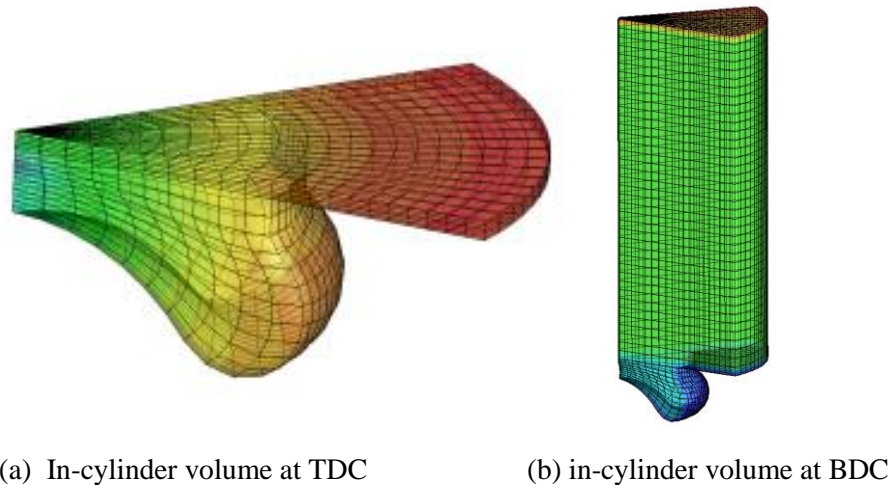 (a) In-cylinder volume at TDC
(b) in-cylinder volume at BDC